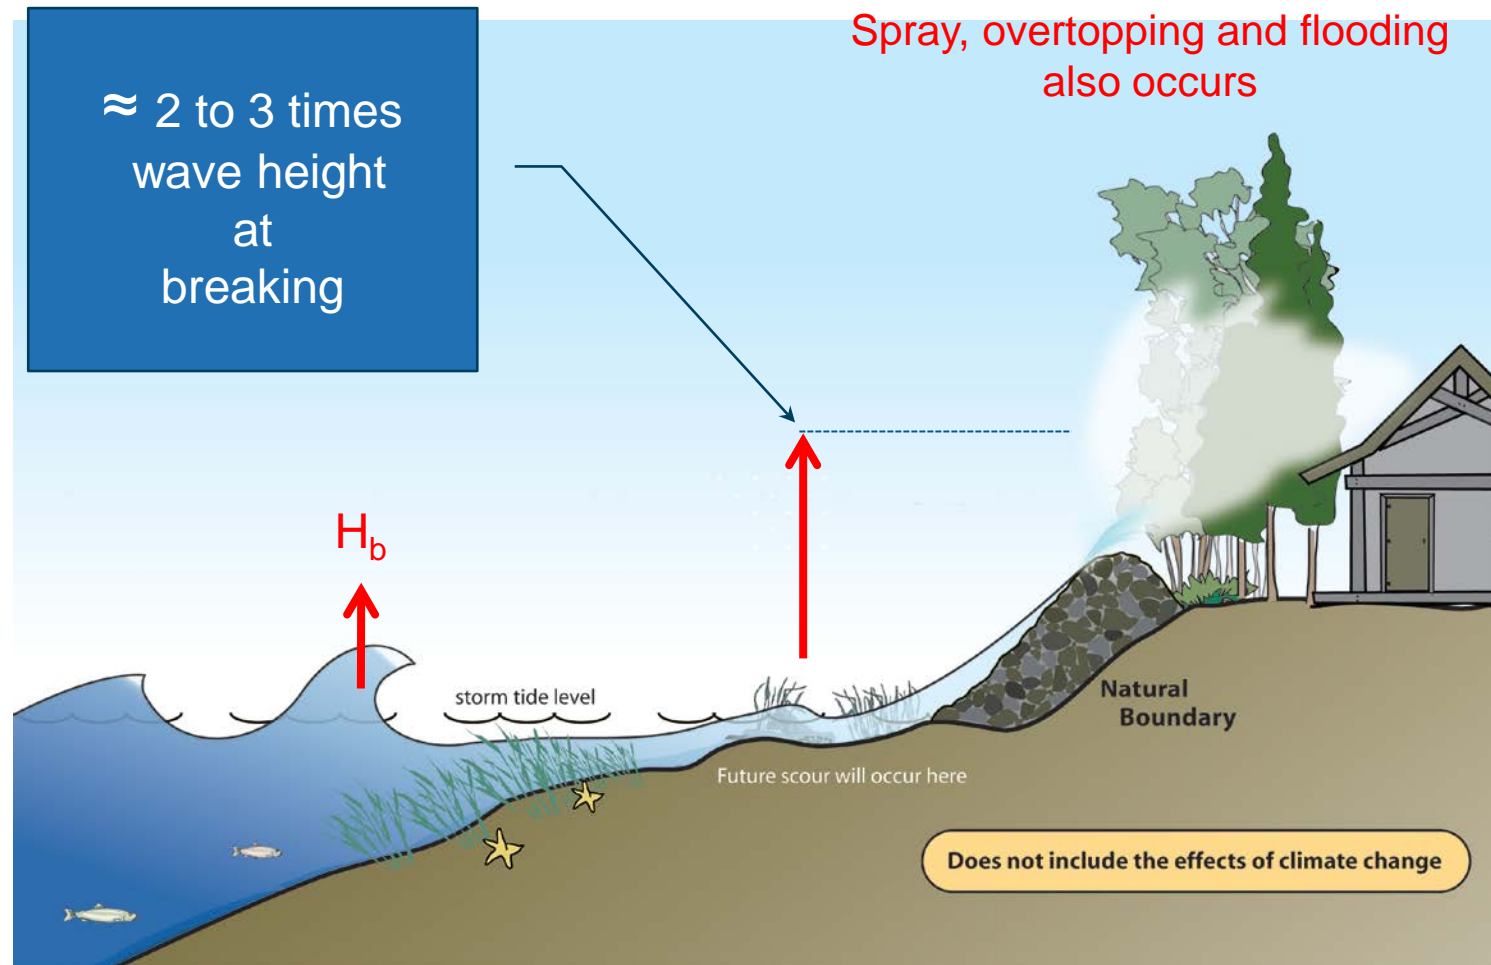 ≈ 2 to 3 times
wave height
at
breaking
Spray, overtopping and flooding
also occurs
H_b
storm tide level
Natural
Boundary
Future scour will occur here
Does not include the effects of climate change